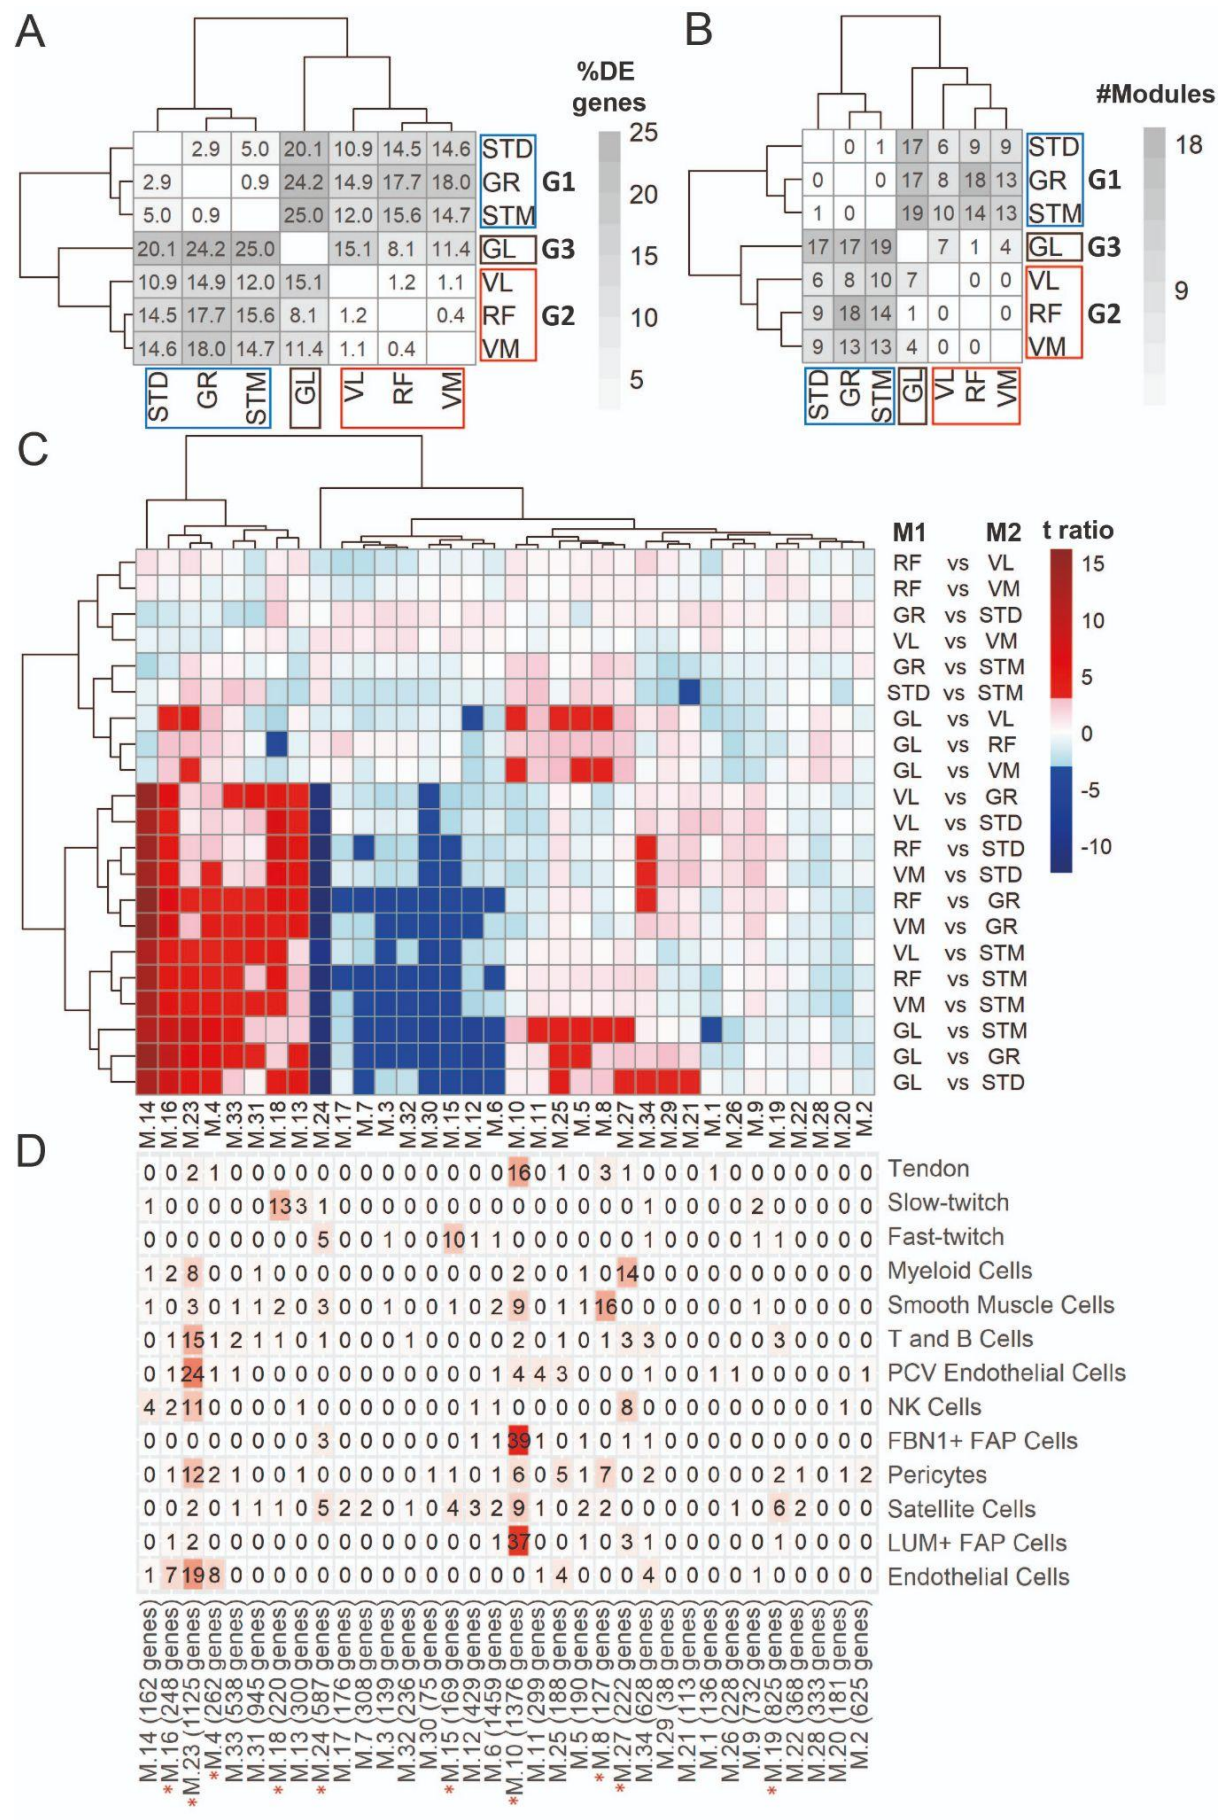 A
%DE
genes
25
20
15
10
5
2.9 5.0 20.1 10.9 14.5 14.6 STD
2.9 0.9 24.2 14.9 17.7 18.0 GR G1
5.0 0.9 25.0 12.0 15.6 14.7 STM
20.1 24.2 25.0 15.1 8.1 11.4 GL G3
10.9 14.9 12.0 15.1 1.2 1.1 VL
14.5 17.7 15.6 8.1 1.2 0.4 RF G2
14.6 18.0 14.7 11.4 1.1 0.4 VM
STD GR STM GL VL RF VM
B
#Modules
18
9
0 1 17 6 9 9 STD
0 0 17 8 18 13 GR G1
1 0 19 10 14 13 STM
17 17 19 7 1 4 GL G3
6 8 10 7 0 0 VL
9 18 14 1 0 0 RF G2
9 13 13 4 0 0 VM
STD GR STM GL VL RF VM
C
M1 M2 t ratio
15
10
5
0
-5
-10
RF vs VL
RF vs VM
GR vs STD
VL vs VM
GR vs STM
STD vs STM
GL vs VL
GL vs RF
GL vs VM
VL vs GR
VL vs STD
RF vs STD
VM vs STD
RF vs GR
VM vs GR
VL vs STM
RF vs STM
VM vs STM
GL vs STM
GL vs GR
GL vs STD
M.14 M.16 M.23 M.4 M.33 M.31 M.18 M.13 M.24 M.17 M.7 M.3 M.32 M.30 M.15 M.12 M.6 M.10 M.11 M.25 M.5 M.8 M.27 M.34 M.29 M.21 M.1 M.26 M.9 M.19 M.22 M.28 M.20 M.2
D
0 0 2 1 0 0 0 0 0 0 0 0 0 0 0 0 0 16 0 1 0 3 1 0 0 0 1 0 0 0 0 0 0 0 Tendon
1 0 0 0 0 0 13 3 1 0 0 0 0 0 0 0 0 0 0 0 0 0 0 1 0 0 0 0 2 0 0 0 0 0 Slow-twitch
0 0 0 0 0 0 0 0 5 0 0 1 0 0 10 1 1 0 0 0 0 0 0 1 0 0 0 0 1 1 0 0 0 0 Fast-twitch
1 2 8 0 0 1 0 0 0 0 0 0 0 0 0 0 0 2 0 0 1 0 14 0 0 0 0 0 0 0 0 0 0 0 Myeloid Cells
1 0 3 0 1 1 2 0 3 0 0 1 0 0 1 0 2 9 0 1 1 16 0 0 0 0 0 0 1 0 0 0 0 0 Smooth Muscle Cells
0 1 15 1 2 1 1 0 1 0 0 0 1 0 0 0 0 2 0 1 0 1 3 3 0 0 0 0 0 3 0 0 0 0 T and B Cells
0 1 24 1 1 0 0 0 0 0 0 0 0 0 0 0 1 4 4 3 0 0 0 1 0 0 1 1 0 0 0 0 0 1 PCV Endothelial Cells
4 2 11 0 0 0 0 1 0 0 0 0 0 0 0 1 1 0 0 0 0 0 8 0 0 0 0 0 0 0 0 0 1 0 NK Cells
0 0 0 0 0 0 0 0 3 0 0 0 0 0 0 1 1 39 1 0 1 0 1 1 0 0 0 0 0 0 0 0 0 0 FBN1+ FAP Cells
0 1 12 2 1 0 0 1 0 0 0 0 0 1 1 0 1 6 0 5 1 7 0 2 0 0 0 0 0 2 1 0 1 2 Pericytes
0 0 2 0 1 1 1 0 5 2 2 0 1 0 4 3 2 9 1 0 2 2 0 0 0 0 0 1 0 6 2 0 0 0 Satellite Cells
0 1 2 0 0 0 0 0 0 0 0 0 0 0 0 0 1 37 0 0 1 0 3 1 0 0 0 0 0 1 0 0 0 0 LUM+ FAP Cells
1 7 19 8 0 0 0 0 0 0 0 0 0 0 0 0 0 0 1 4 0 0 0 4 0 0 0 0 1 0 0 0 0 0 Endothelial Cells
M.14 (162 genes)
*M.16 (248 genes)
*M.23 (1125 genes)
*M.4 (262 genes)
M.33 (538 genes)
M.31 (945 genes)
*M.18 (220 genes)
M.13 (300 genes)
*M.24 (587 genes)
M.17 (176 genes)
M.7 (308 genes)
M.3 (139 genes)
M.32 (236 genes)
M.30 (75 genes)
*M.15 (169 genes)
M.12 (429 genes)
M.6 (1459 genes)
*M.10 (1376 genes)
M.11 (299 genes)
M.25 (188 genes)
M.5 (190 genes)
*M.8 (127 genes)
*M.27 (222 genes)
M.34 (628 genes)
M.29 (38 genes)
M.21 (113 genes)
M.1 (136 genes)
M.26 (228 genes)
M.9 (732 genes)
*M.19 (825 genes)
M.22 (368 genes)
M.28 (333 genes)
M.20 (181 genes)
M.2 (625 genes)